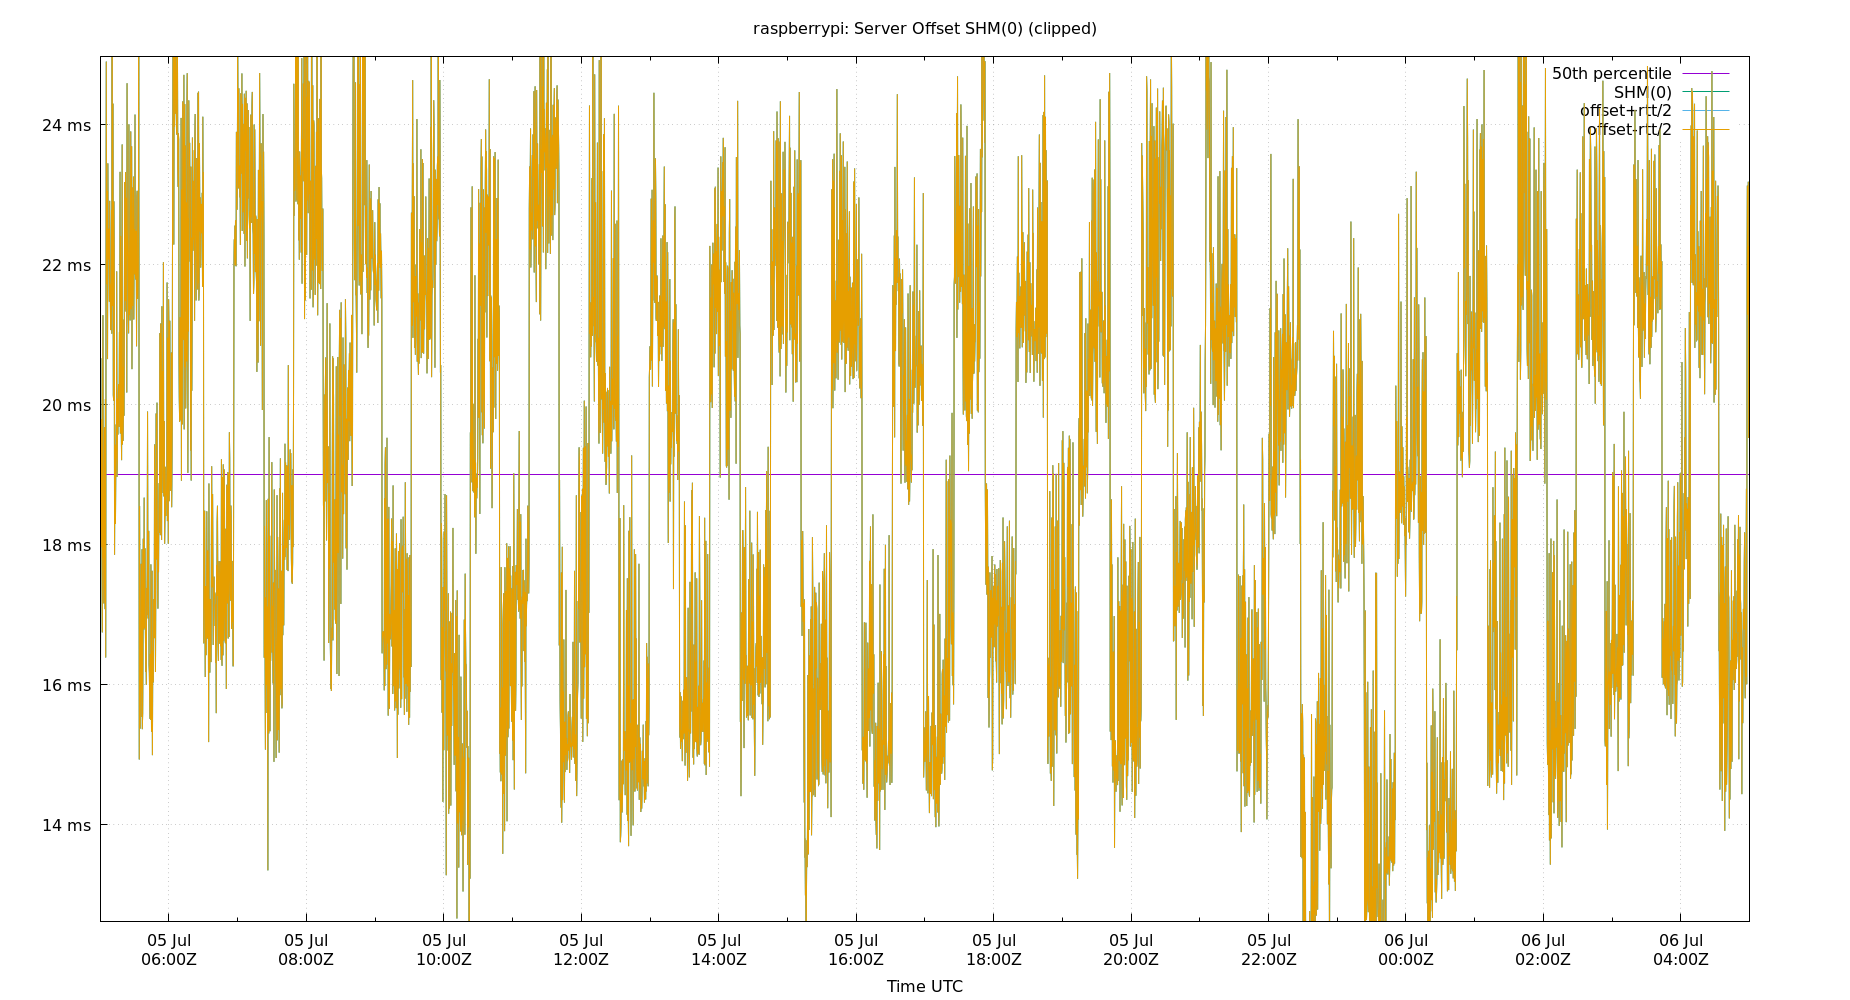 raspberrypi: Server Offset SHM(0) (clipped)
50th percentile
SHM(0)
offset+rtt/2
offset-rtt/2
24 ms
22 ms
20 ms
18 ms
16 ms
14 ms
05 Jul 05 Jul 05 Jul 05 Jul 05 Jul 05 Jul 05 Jul 05 Jul 05 Jul 06 Jul 06 Jul 06 Jul
06:00Z 08:00Z 10:00Z 12:00Z 14:00Z 16:00Z 18:00Z 20:00Z 22:00Z 00:00Z 02:00Z 04:00Z
Time UTC